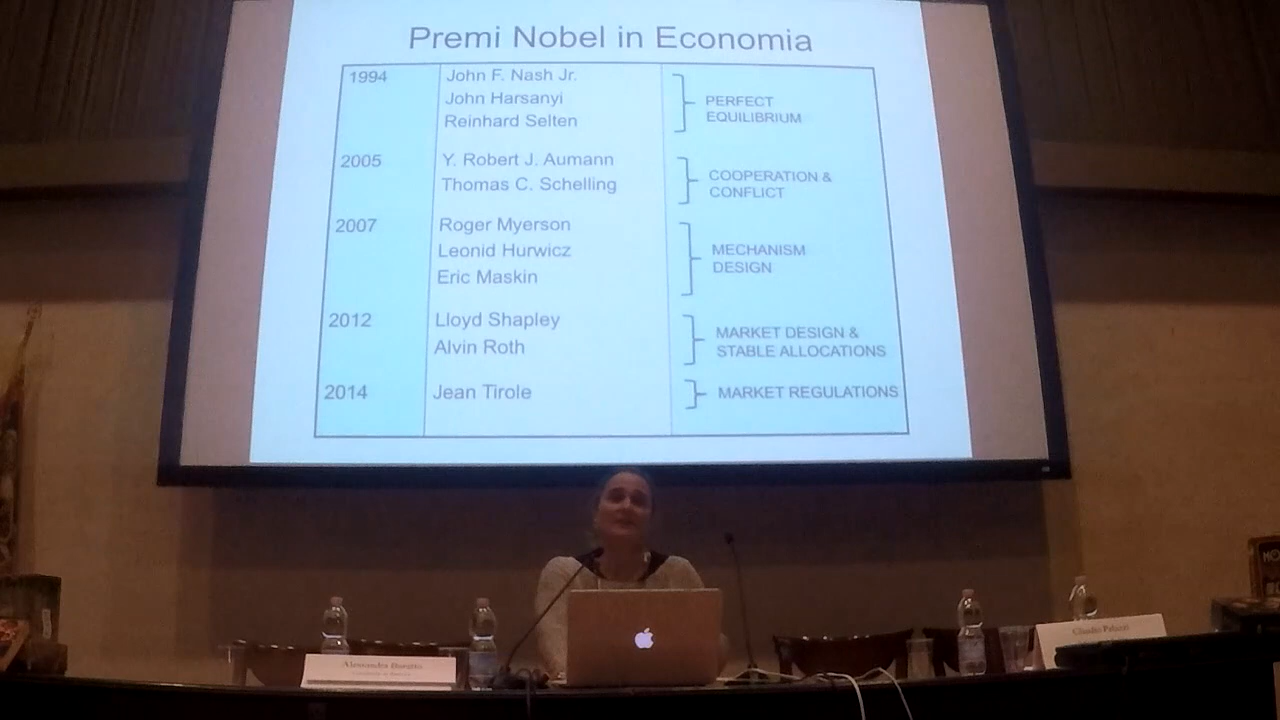 Premi Nobel in Economia
1994
John F. Nash Jr.
John Harsanyi
Reinhard Selten
PERFECT
EQUILIBRIUM
2005
Y. Robert J. Aumann
Thomas C. Schelling
COOPERATION &
CONFLICT
2007
Roger Myerson
Leonid Hurwicz
Eric Maskin
MECHANISM
DESIGN
2012
Lloyd Shapley
Alvin Roth
MARKET DESIGN &
STABLE ALLOCATIONS
2014
Jean Tirole
MARKET REGULATIONS
Alessandra
Claudio